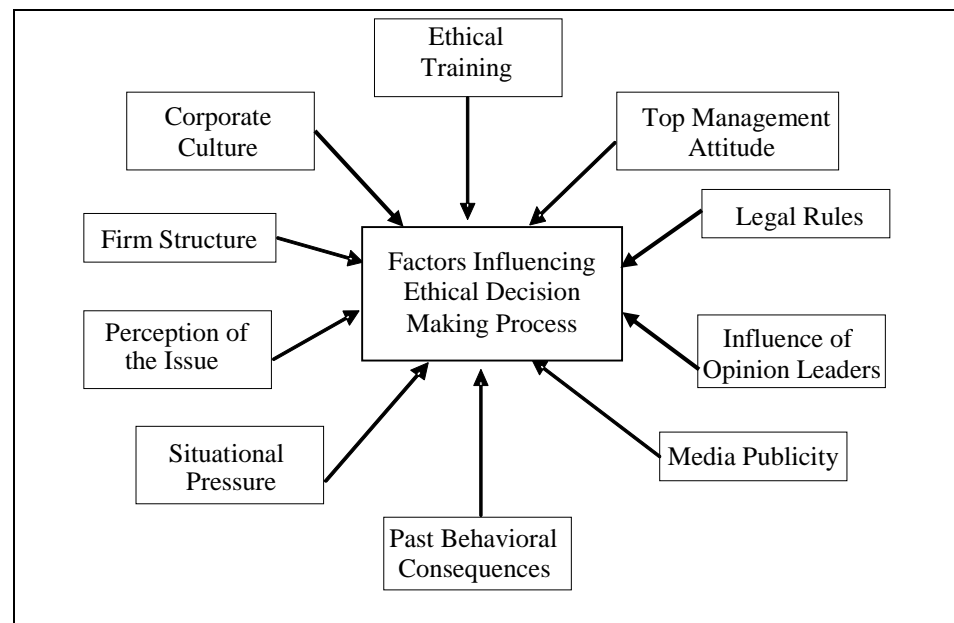 Ethical
Training
Corporate
Culture
Top Management
Attitude
Legal Rules
Firm Structure
Factors Influencing
Ethical Decision
Making Process
Perception of
the Issue
Influence of
Opinion Leaders
Situational
Pressure
Media Publicity
Past Behavioral
Consequences